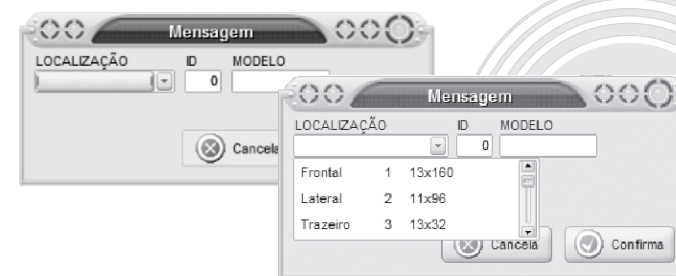 Mensagem
LOCALIZAÇÃO ID MODELO
0
Cancela
Mensagem
LOCALIZAÇÃO ID MODELO
0
Frontal 1 13x160
Lateral 2 11x96
Trazeiro 3 13x32
Cancela Confirma